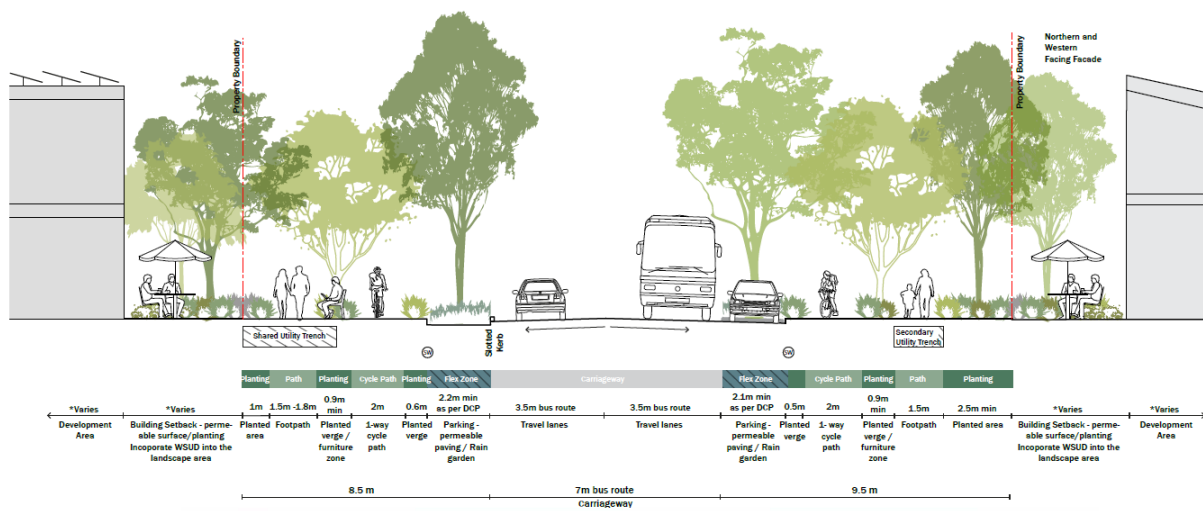 Northern and
Western
Facing Facade
Property Boundary
Property Boundary
Shared Utility Trench
SW
Slotted
Kerb
SW
Secondary
Utility Trench
Planting
Path
Planting
Cycle Path
Planting
Flex Zone
Carriageway
Flex Zone
Cycle Path
Planting
Path
Planting
*Varies
Development
Area
*Varies
Building Setback - perme-
able surface/planting
Incoporate WSUD into the
landscape area
1m
Planted
area
1.5m -1.8m
Footpath
0.9m
min
Planted
verge /
furniture
zone
2m
1-way
cycle
path
0.6m
Planted
verge
2.2m min
as per DCP
Parking -
permeable
paving / Rain
garden
3.5m bus route
Travel lanes
3.5m bus route
Travel lanes
2.1m min
as per DCP
Parking -
permeable
paving / Rain
garden
0.5m
Planted
verge
2m
1- way
cycle
path
0.9m
min
Planted
verge /
furniture
zone
1.5m
Footpath
2.5m min
Planted area
*Varies
Building Setback - perme-
able surface/planting
Incoporate WSUD into the
landscape area
*Varies
Development
Area
8.5 m
7m bus route
Carriageway
9.5 m